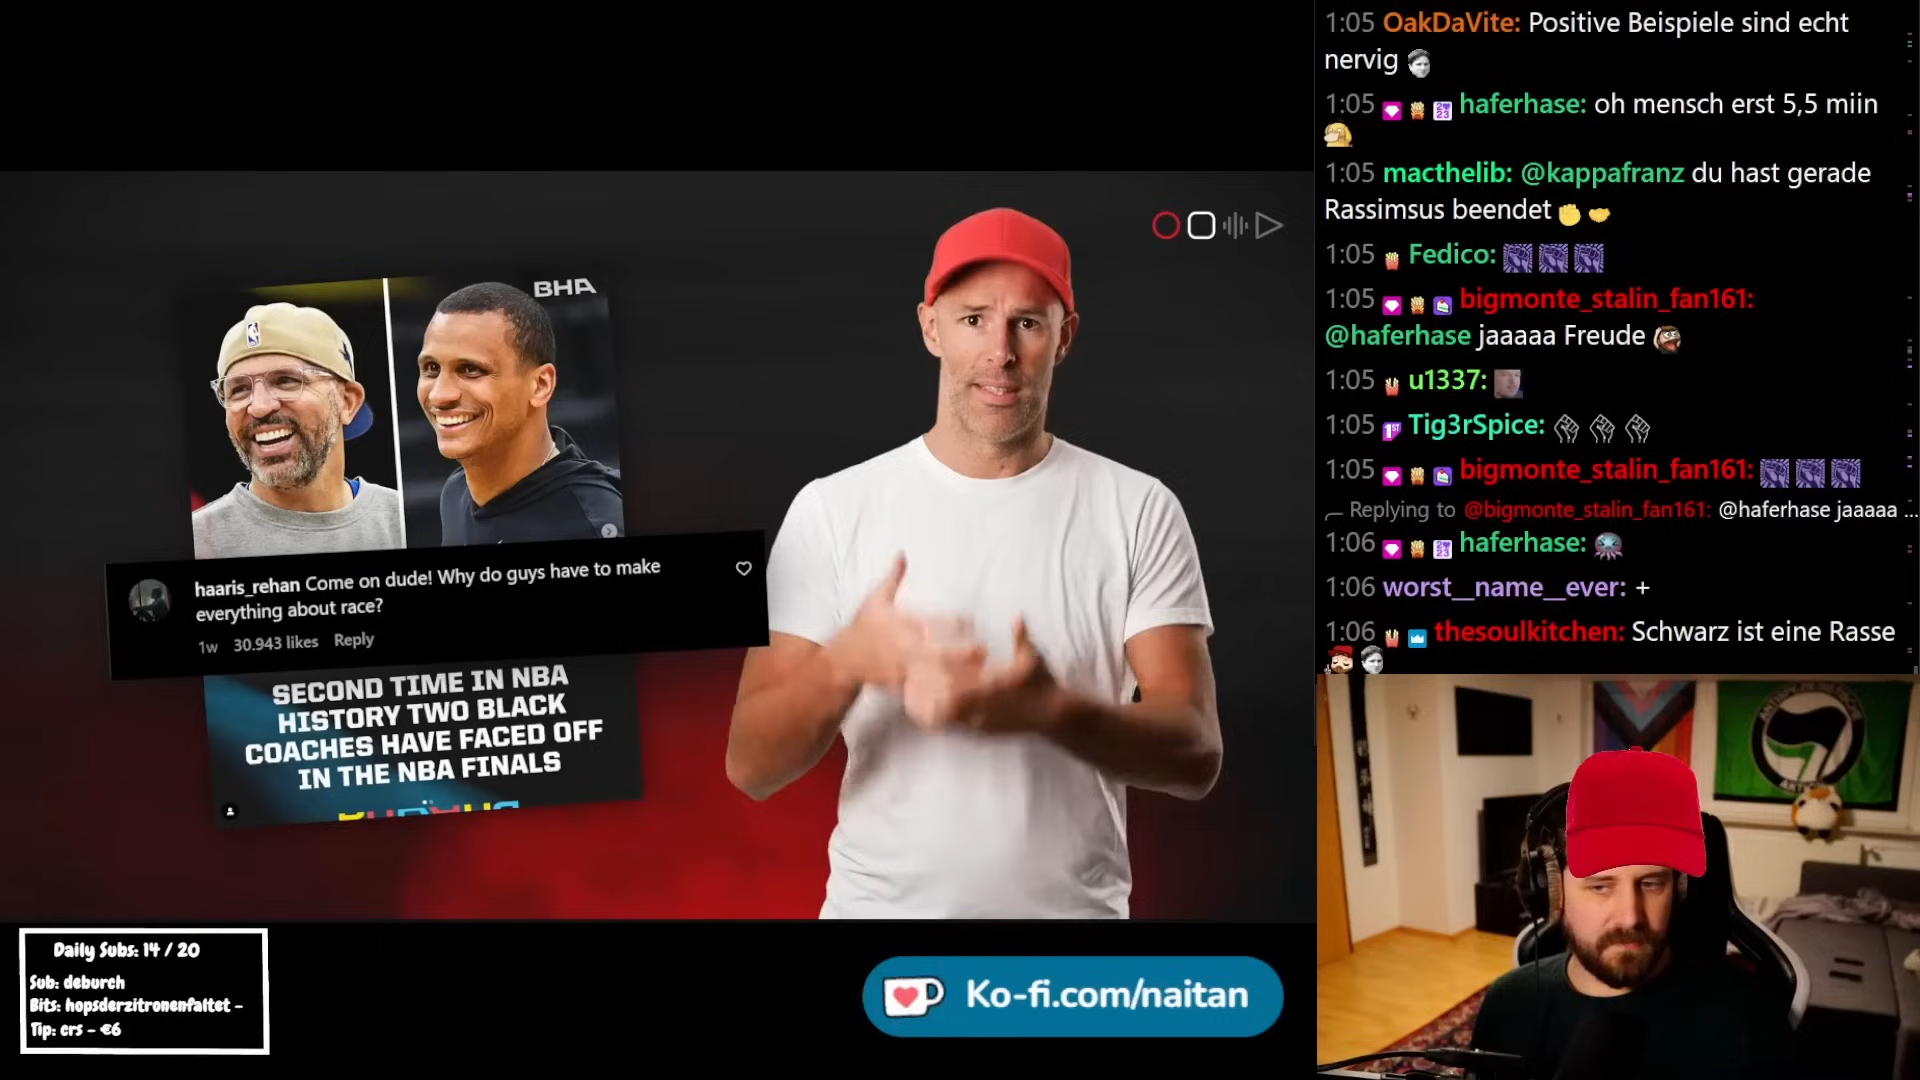 BHA
haaris_rehan Come on dude! Why do guys have to make
everything about race?
1w 30.943 likes Reply
SECOND TIME IN NBA
HISTORY TWO BLACK
COACHES HAVE FACED OFF
IN THE NBA FINALS
Daily Subs: 14 / 20
Sub: deburch
Bits: hopsderzitronenfaltet -
Tip: crs - €6
Ko-fi.com/naitan
1:05 OakDaVite: Positive Beispiele sind echt
nervig
1:05 haferhase: oh mensch erst 5,5 miin
1:05 macthelib: @kappafranz du hast gerade
Rassimsus beendet
1:05 Fedico:
1:05 bigmonte_stalin_fan161:
@haferhase jaaaaa Freude
1:05 u1337:
1:05 Tig3rSpice:
1:05 bigmonte_stalin_fan161:
Replying to @bigmonte_stalin_fan161: @haferhase jaaaaa ...
1:06 haferhase:
1:06 worst__name__ever: +
1:06 thesoulkitchen: Schwarz ist eine Rasse